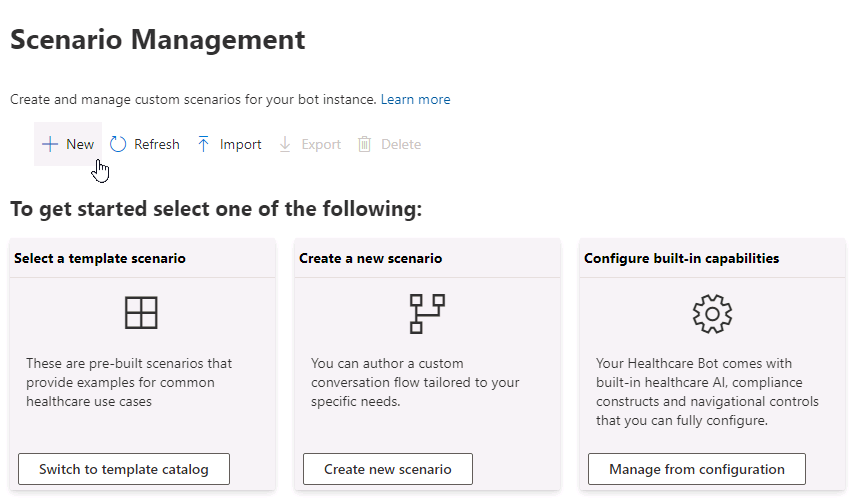 Scenario Management
Create and manage custom scenarios for your bot instance. Learn more
New Refresh Import Export Delete
To get started select one of the following:
Select a template scenario
These are pre-built scenarios that
provide examples for common
healthcare use cases
Switch to template catalog
Create a new scenario
You can author a custom
conversation flow tailored to your
specific needs.
Create new scenario
Configure built-in capabilities
Your Healthcare Bot comes with
built-in healthcare AI, compliance
constructs and navigational controls
that you can fully configure.
Manage from configuration